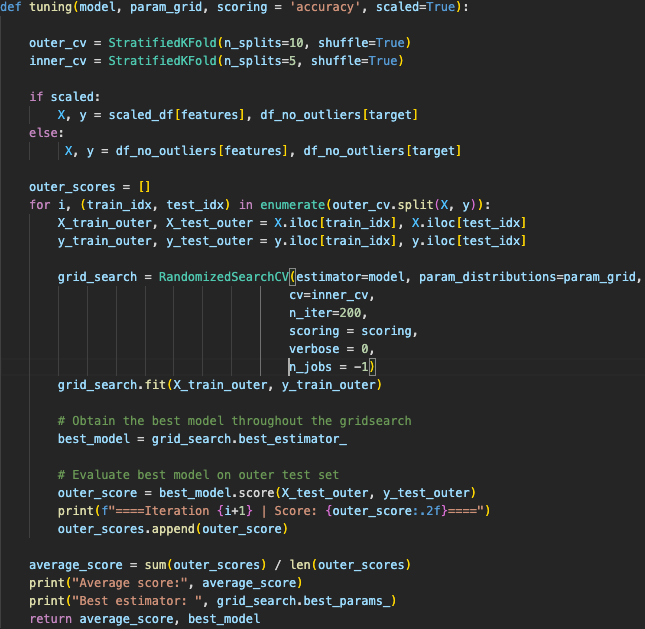 def tuning(model, param_grid, scoring = 'accuracy', scaled=True):
outer_cv = StratifiedKFold(n_splits=10, shuffle=True)
inner_cv = StratifiedKFold(n_splits=5, shuffle=True)
if scaled:
X, y = scaled_df[features], df_no_outliers[target]
else:
X, y = df_no_outliers[features], df_no_outliers[target]
outer_scores = []
for i, (train_idx, test_idx) in enumerate(outer_cv.split(X, y)):
X_train_outer, X_test_outer = X.iloc[train_idx], X.iloc[test_idx]
y_train_outer, y_test_outer = y.iloc[train_idx], y.iloc[test_idx]
grid_search = RandomizedSearchCV(estimator=model, param_distributions=param_grid,
cv=inner_cv,
n_iter=200,
scoring = scoring,
verbose = 0,
n_jobs = -1)
grid_search.fit(X_train_outer, y_train_outer)
# Obtain the best model throughout the gridsearch
best_model = grid_search.best_estimator_
# Evaluate best model on outer test set
outer_score = best_model.score(X_test_outer, y_test_outer)
print(f"====Iteration {i+1} | Score: {outer_score:.2f}====")
outer_scores.append(outer_score)
average_score = sum(outer_scores) / len(outer_scores)
print("Average score:", average_score)
print("Best estimator: ", grid_search.best_params_)
return average_score, best_model